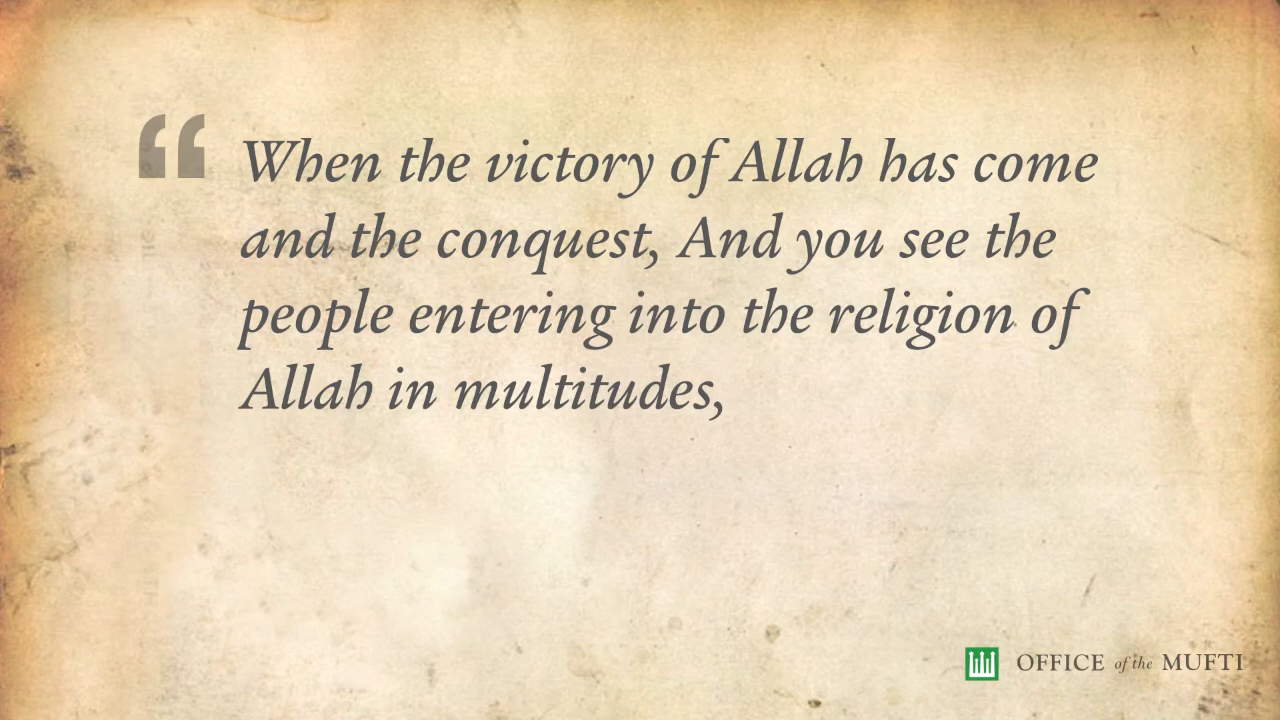 “ When the victory of Allah has come
and the conquest, And you see the
people entering into the religion of
Allah in multitudes,
OFFICE of the MUFTI